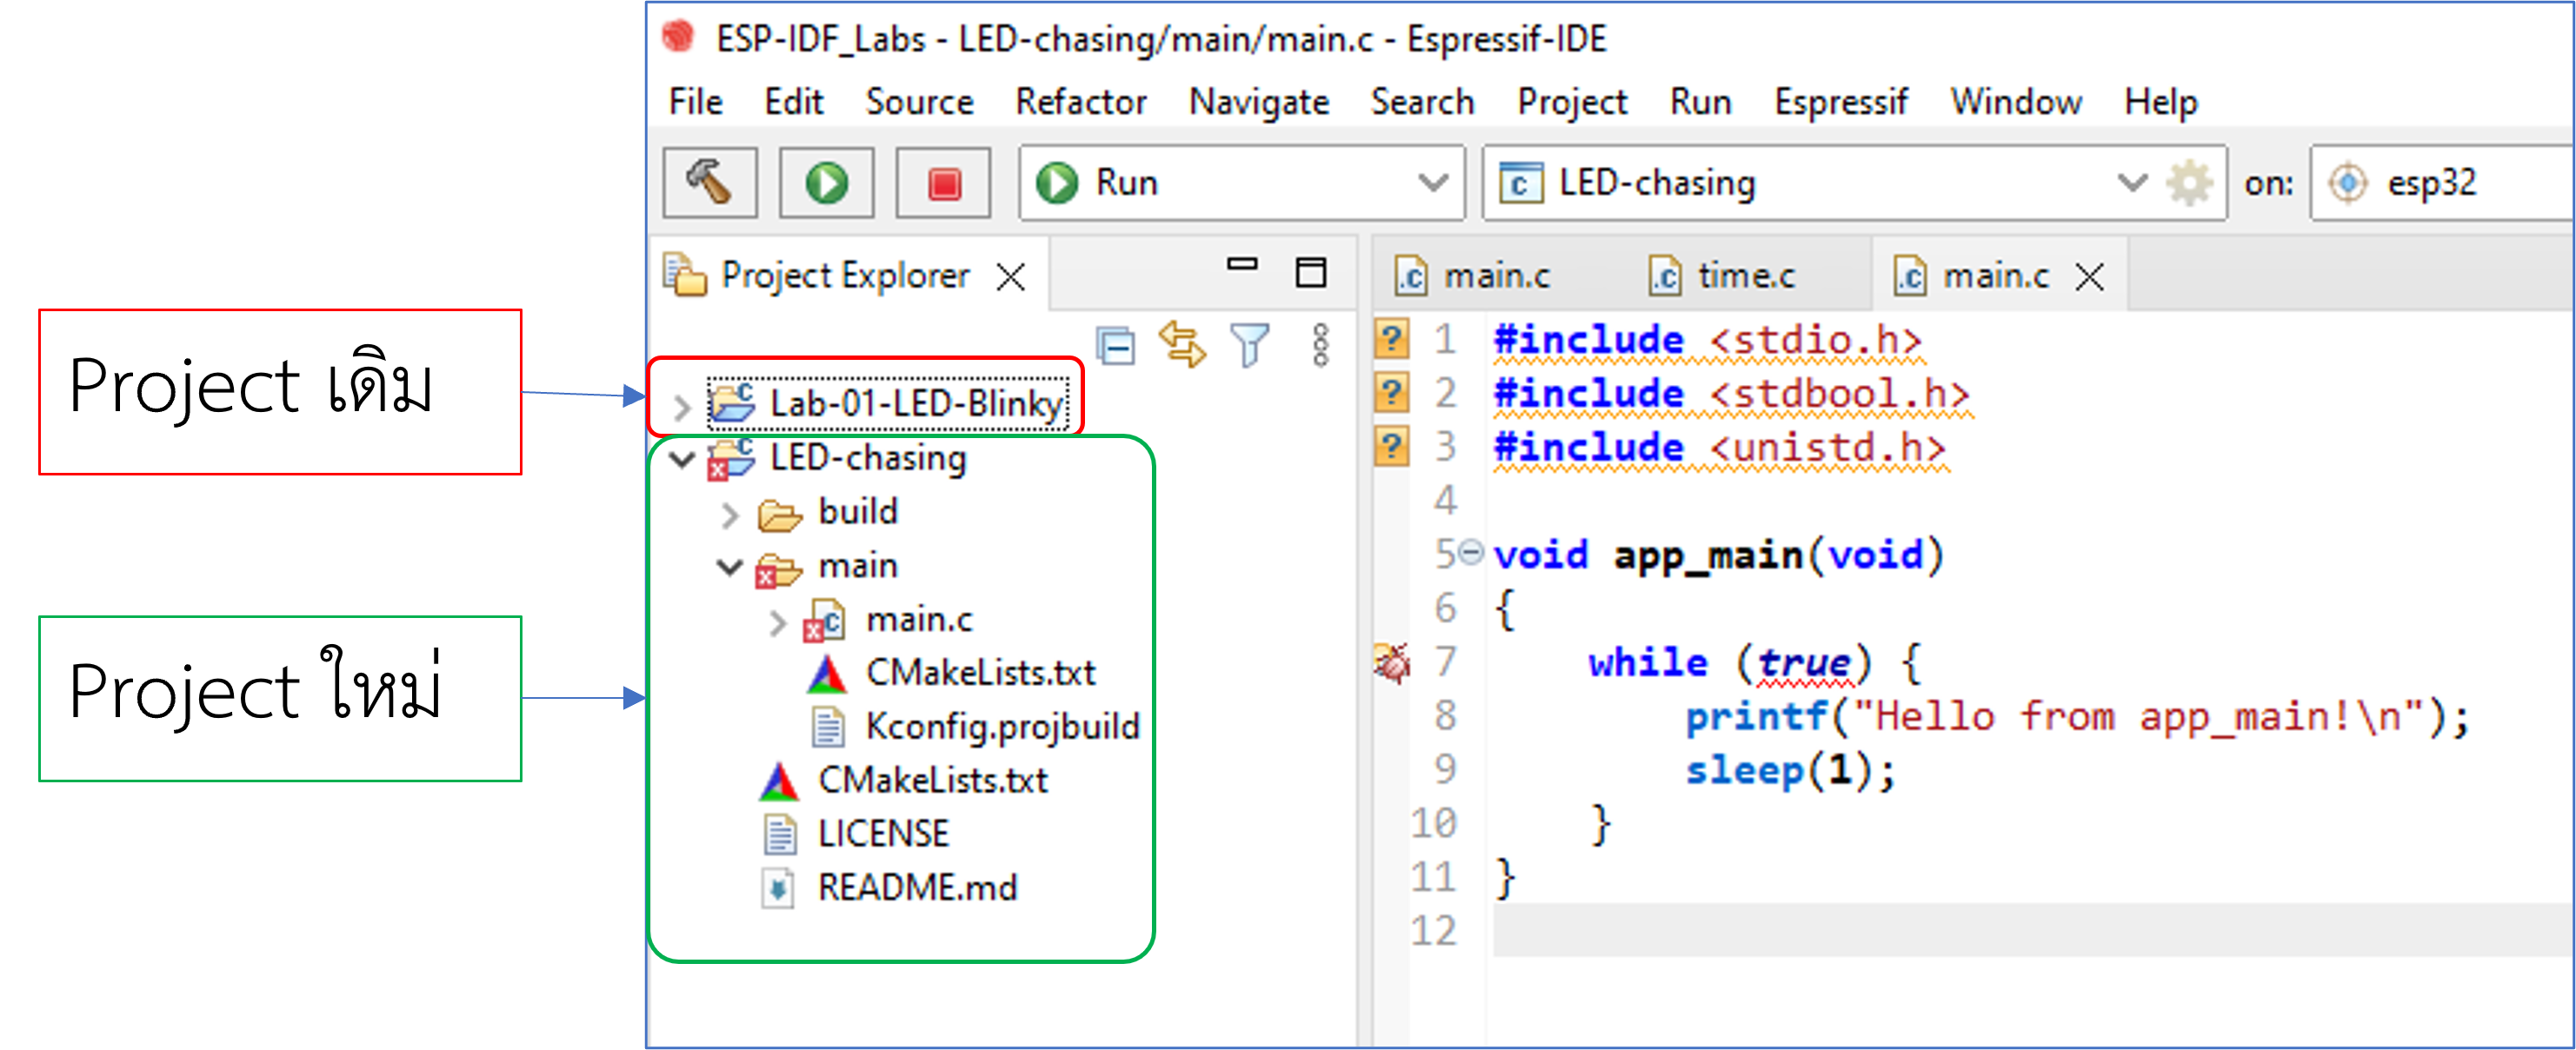 ESP-IDF_Labs - LED-chasing/main/main.c - Espressif-IDE
File Edit Source Refactor Navigate Search Project Run Espressif Window Help
Run LED-chasing on: esp32
Project Explorer
main.c time.c main.c
Project เดิม
Project ใหม่
Lab-01-LED-Blinky
LED-chasing
build
main
main.c
CMakeLists.txt
Kconfig.projbuild
CMakeLists.txt
LICENSE
README.md
1 #include <stdio.h>
2 #include <stdbool.h>
3 #include <unistd.h>
4
5 void app_main(void)
6 {
7 while (true) {
8 printf("Hello from app_main!\n");
9 sleep(1);
10 }
11 }
12